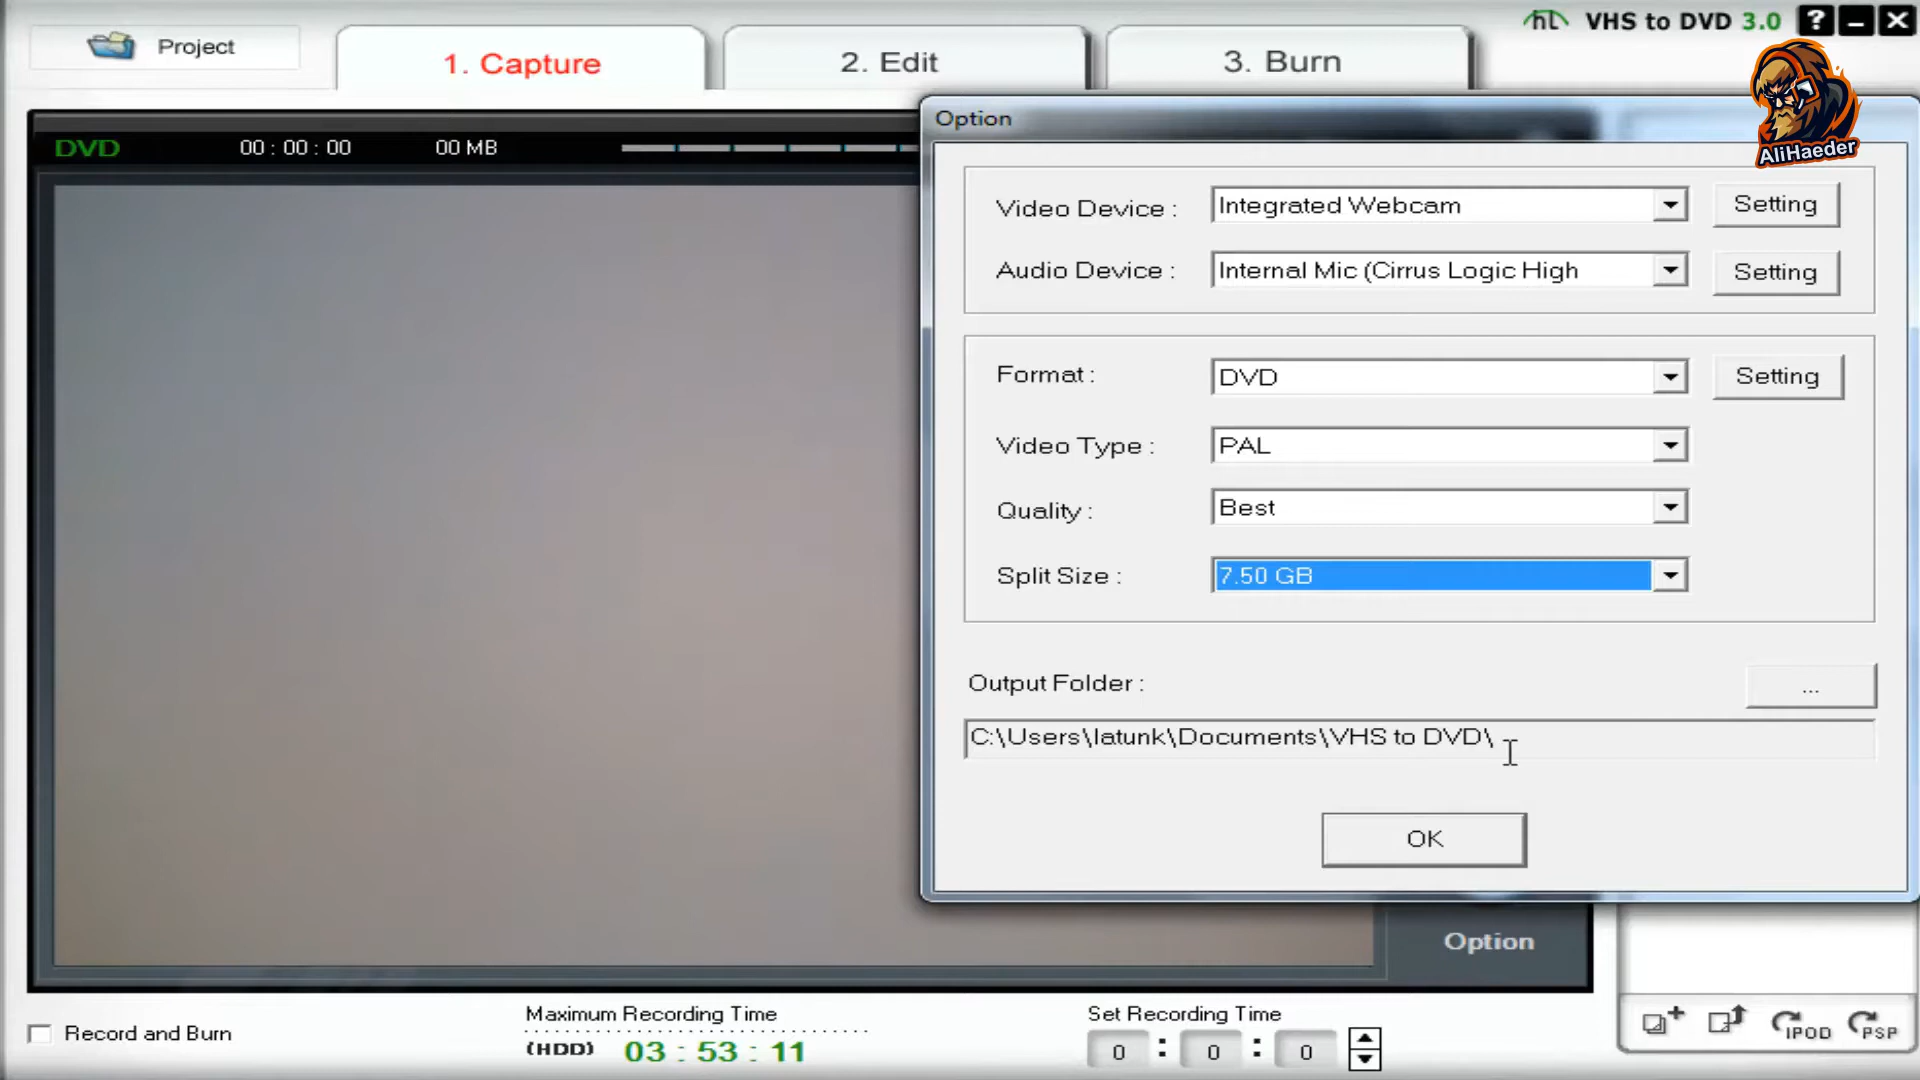 Project
1. Capture
2. Edit
3. Burn
hL VHS to DVD 3.0
?
AliHaeder
DVD 00 : 00 : 00 00 MB
Option
Video Device : Integrated Webcam Setting
Audio Device : Internal Mic (Cirrus Logic High Setting
Format : DVD Setting
Video Type : PAL
Quality : Best
Split Size : 7.50 GB
Output Folder : ...
C:\Users\latunk\Documents\VHS to DVD\
OK
Option
Record and Burn
Maximum Recording Time
(HDD) 03 : 53 : 11
Set Recording Time
0 : 0 : 0
IPOD
PSP